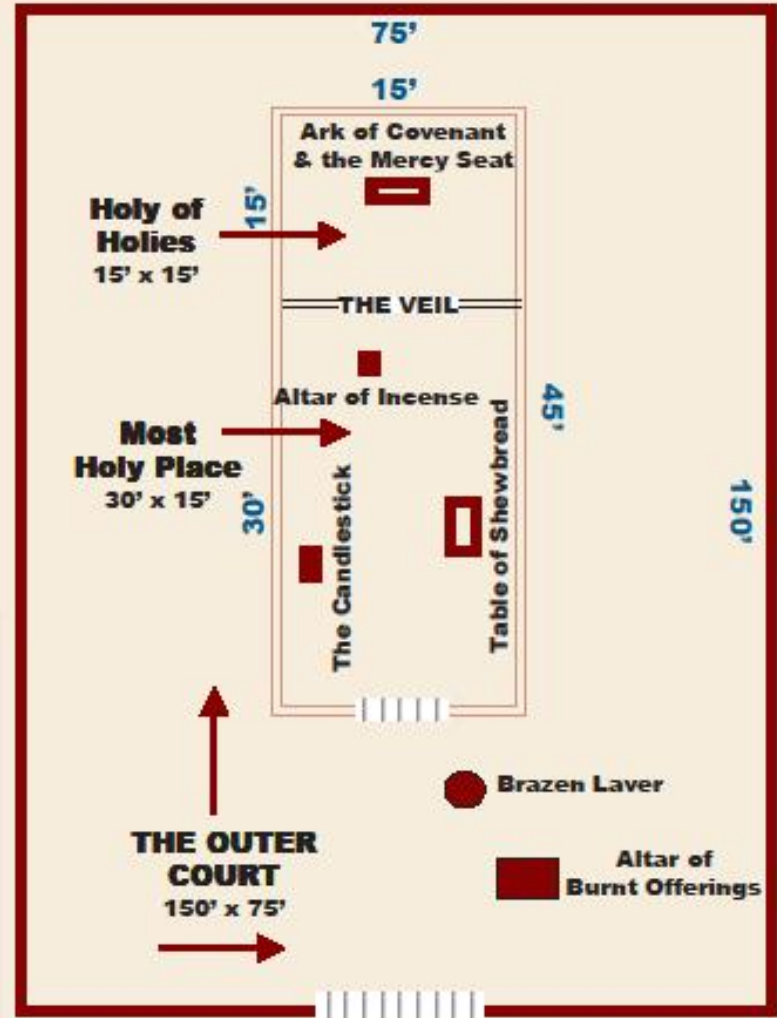 75’
15’
Ark of Covenant
& the Mercy Seat
15’
Holy of
Holies
15’ x 15’
THE VEIL
Altar of Incense
45’
Most
Holy Place
30’ x 15’
30’
The Candlestick
Table of Shewbread
150’
Brazen Laver
THE OUTER
COURT
150’ x 75’
Altar of
Burnt Offerings